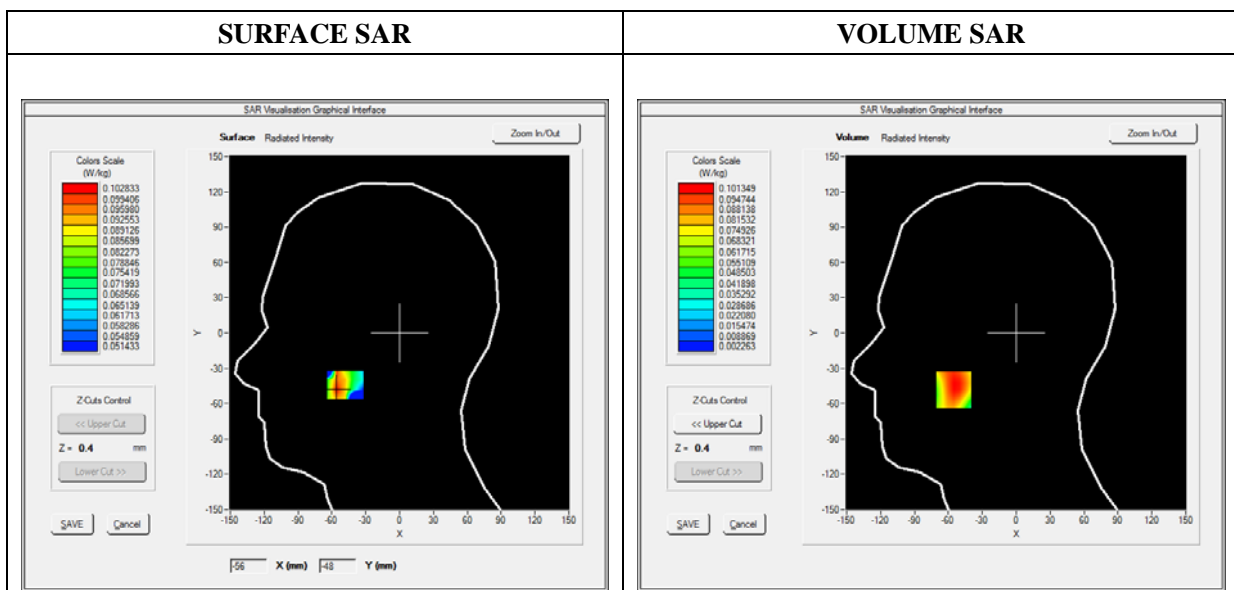 SURFACE SAR
VOLUME SAR
SAR Visualisation Graphical Interface
Surface Radiated Intensity
Zoom In/Out
Colors Scale
(W/kg)
0.102833
0.099406
0.095980
0.092553
0.089126
0.085699
0.082273
0.078846
0.075419
0.071993
0.068566
0.065139
0.061713
0.058286
0.054859
0.051433
150
120
90
60
30
0
-30
-60
-90
-120
-150
Y
-150 -120 -90 -60 -30 0 30 60 90 120 150
X
Z-Cuts Control
<< Upper Cut
Z = 0.4 mm
Lower Cut >>
SAVE Cancel
-56 X (mm) -48 Y (mm)
SAR Visualisation Graphical Interface
Volume Radiated Intensity
Zoom In/Out
Colors Scale
(W/kg)
0.101349
0.094744
0.088138
0.081532
0.074926
0.068321
0.061715
0.055109
0.048503
0.041898
0.035292
0.028686
0.022080
0.015474
0.008869
0.002263
150
120
90
60
30
0
-30
-60
-90
-120
-150
Y
-150 -120 -90 -60 -30 0 30 60 90 120 150
X
Z-Cuts Control
<< Upper Cut
Z = 0.4 mm
Lower Cut >>
SAVE Cancel